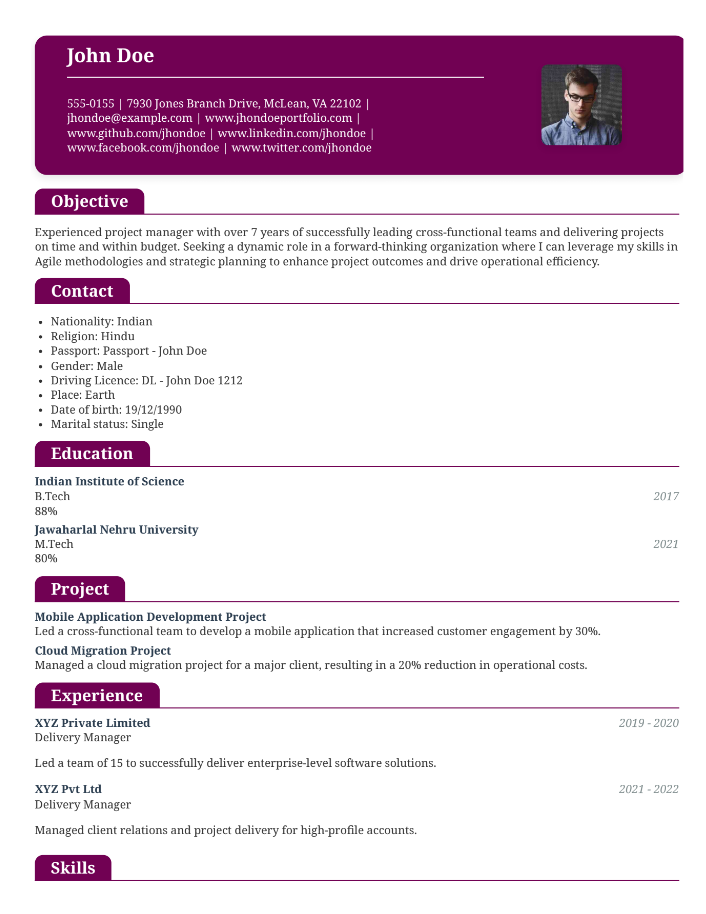 John Doe
555-0155 | 7930 Jones Branch Drive, McLean, VA 22102 |
jhondoe@example.com | www.jhondoeportfolio.com |
www.github.com/jhondoe | www.linkedin.com/jhondoe |
www.facebook.com/jhondoe | www.twitter.com/jhondoe
Objective
Experienced project manager with over 7 years of successfully leading cross-functional teams and delivering projects
on time and within budget. Seeking a dynamic role in a forward-thinking organization where I can leverage my skills in
Agile methodologies and strategic planning to enhance project outcomes and drive operational efficiency.
Contact
• Nationality: Indian
• Religion: Hindu
• Passport: Passport - John Doe
• Gender: Male
• Driving Licence: DL - John Doe 1212
• Place: Earth
• Date of birth: 19/12/1990
• Marital status: Single
Education
Indian Institute of Science
B.Tech 2017
88%
Jawaharlal Nehru University
M.Tech 2021
80%
Project
Mobile Application Development Project
Led a cross-functional team to develop a mobile application that increased customer engagement by 30%.
Cloud Migration Project
Managed a cloud migration project for a major client, resulting in a 20% reduction in operational costs.
Experience
XYZ Private Limited 2019 - 2020
Delivery Manager
Led a team of 15 to successfully deliver enterprise-level software solutions.
XYZ Pvt Ltd 2021 - 2022
Delivery Manager
Managed client relations and project delivery for high-profile accounts.
Skills